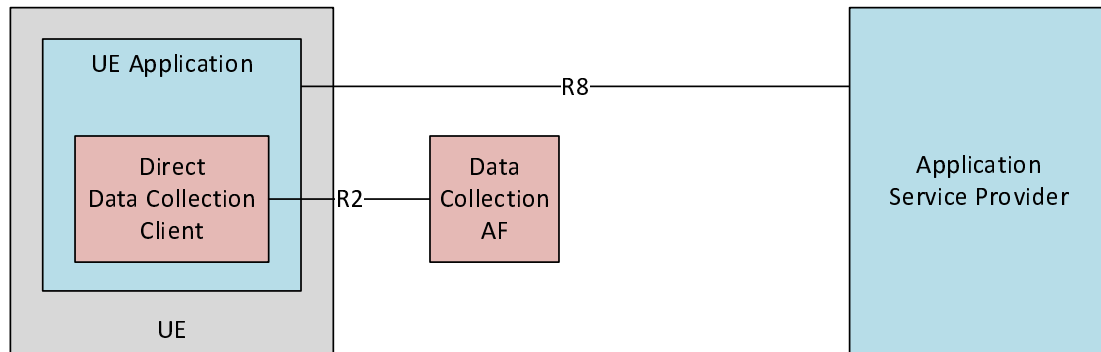 UE Application
R8
Direct
Data Collection
Client
R2
Data
Collection
AF
Application
Service Provider
UE